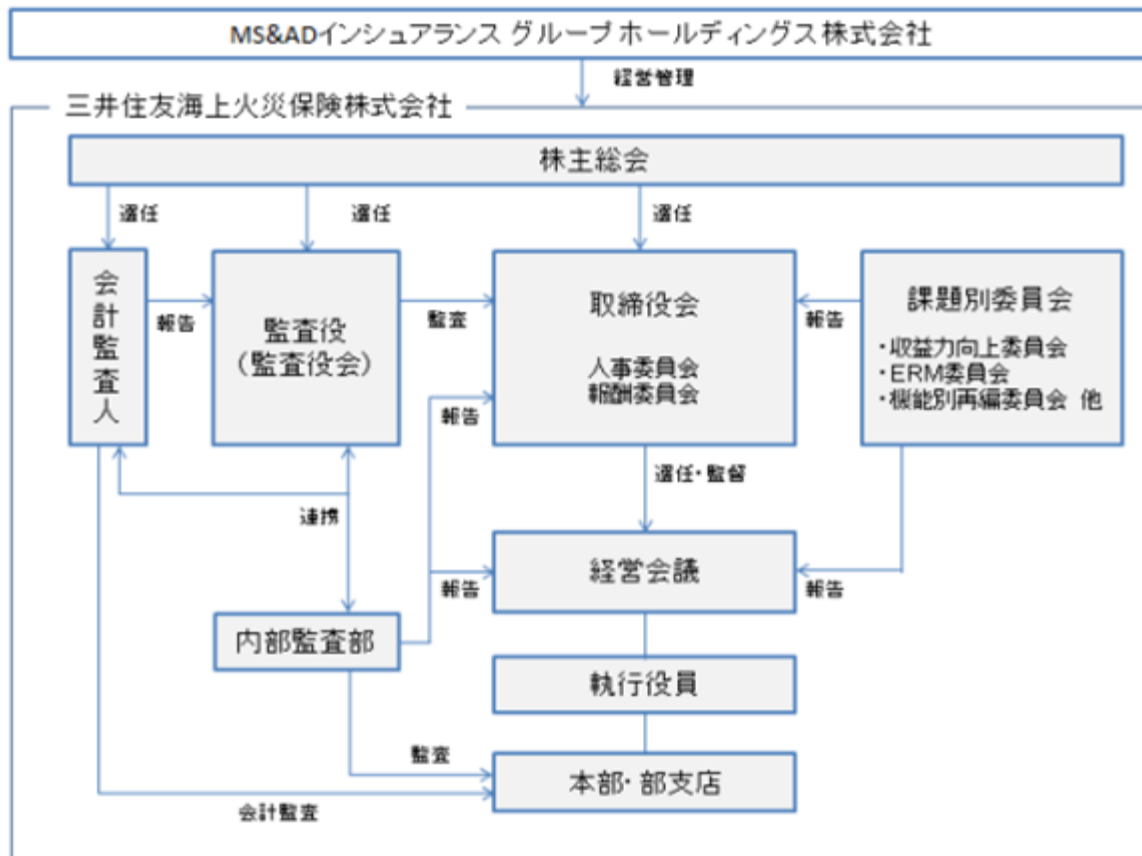 MS&ADインシュアランス グループ ホールディングス 株式会社
経営管理
三井住友海上火災保険株式会社
株主総会
選任
選任
選任
会計監査人
報告
監査役
（監査役会）
監査
取締役会
人事委員会
報酬委員会
報告
課題別委員会
・収益力向上委員会
・ERM委員会
・機能別再編委員会 他
報告
選任・監督
連携
経営会議
報告
報告
内部監査部
執行役員
監査
本部・部支店
会計監査